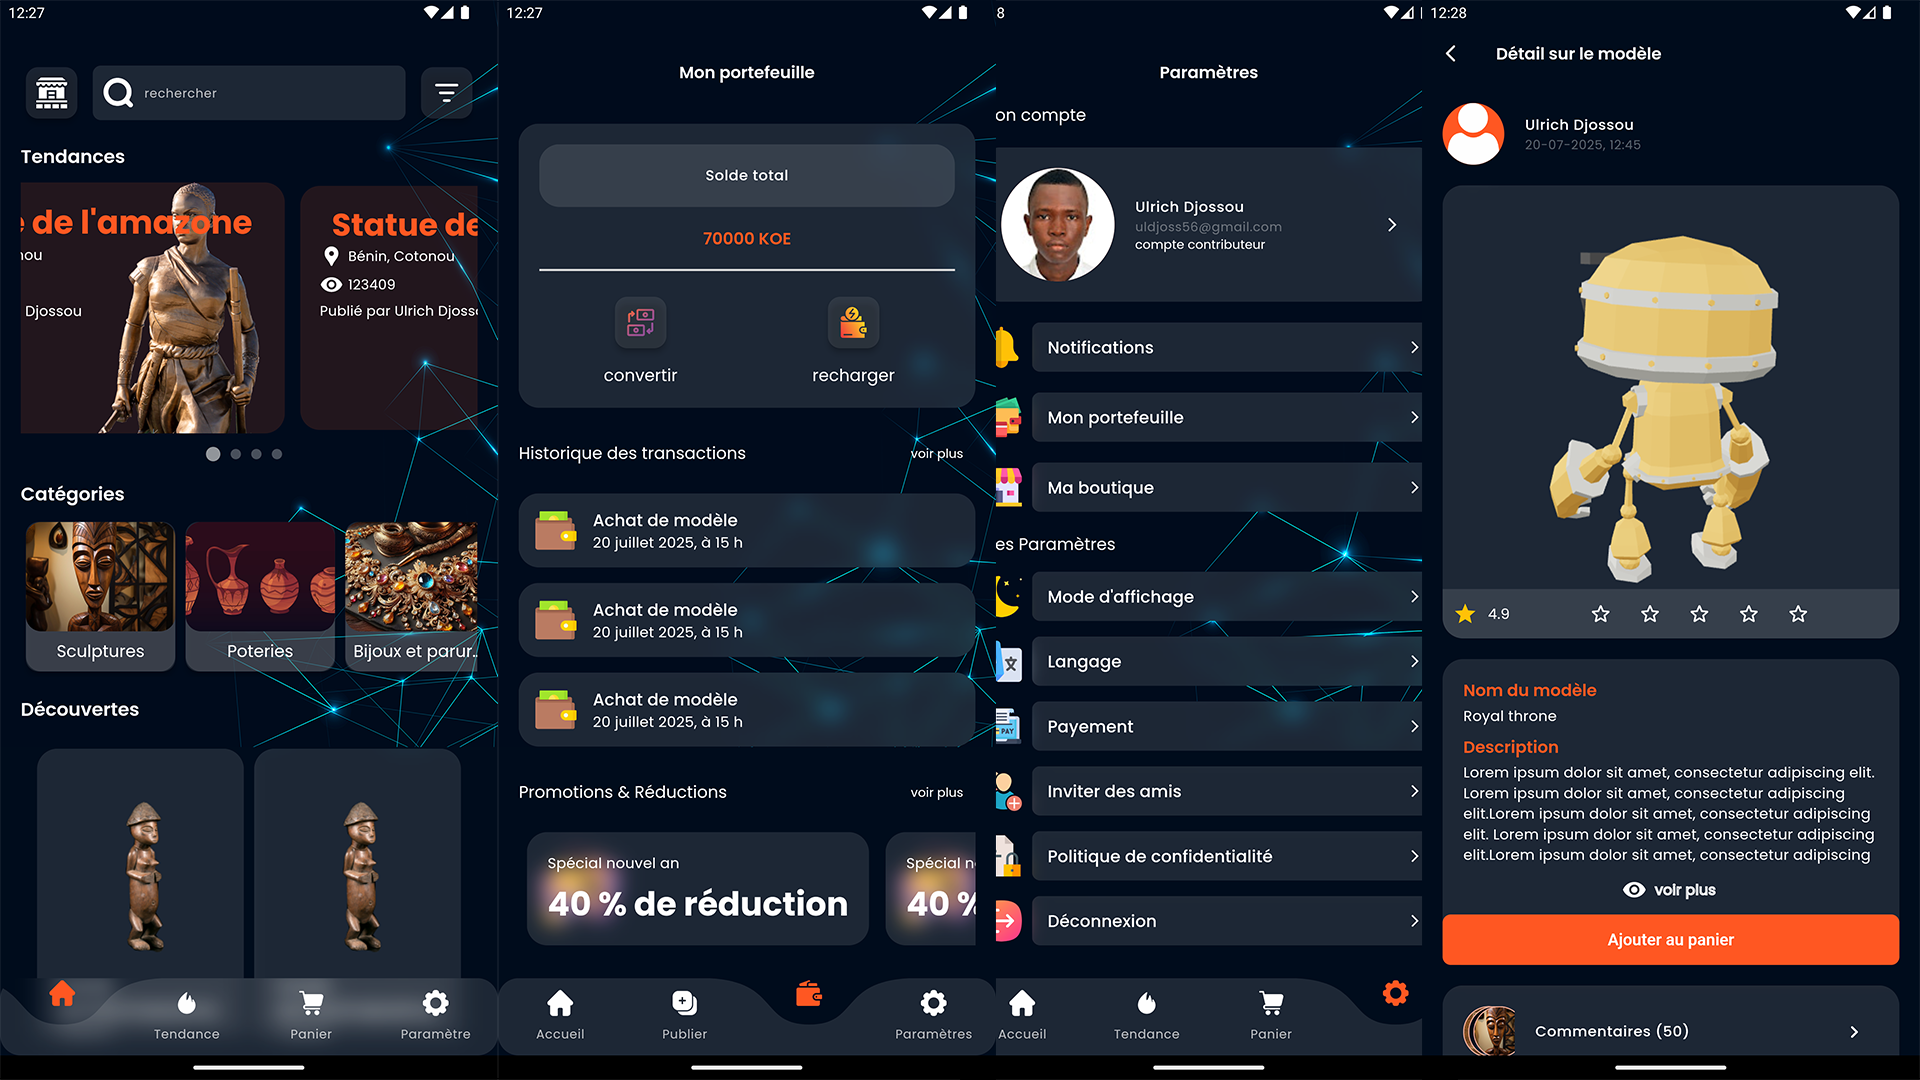 12:27
rechercher
Tendances
de l'amazone
Djossou
Statue de
Bénin, Cotonou
123409
Publié par Ulrich Djoss
Catégories
Sculptures
Poteries
Bijoux et parur..
Découvertes
Tendance
Panier
Paramètre
12:27
Mon portefeuille
Solde total
70000 KOE
convertir
recharger
Historique des transactions
voir plus
Achat de modèle
20 juillet 2025, à 15 h
Achat de modèle
20 juillet 2025, à 15 h
Achat de modèle
20 juillet 2025, à 15 h
Promotions & Réductions
voir plus
Spécial nouvel an
40 % de réduction
Spécial n
40 %
Accueil
Publier
Paramètres
8
Paramètres
on compte
Ulrich Djossou
uldjoss56@gmail.com
compte contributeur
Notifications
Mon portefeuille
Ma boutique
es Paramètres
Mode d'affichage
Langage
PAY
Payement
Inviter des amis
Politique de confidentialité
Déconnexion
Accueil
Tendance
Panier
12:28
Détail sur le modèle
Ulrich Djossou
20-07-2025, 12:45
4.9
Nom du modèle
Royal throne
Description
Lorem ipsum dolor sit amet, consectetur adipiscing elit.
Lorem ipsum dolor sit amet, consectetur adipiscing
elit.Lorem ipsum dolor sit amet, consectetur adipiscing
elit. Lorem ipsum dolor sit amet, consectetur adipiscing
elit.Lorem ipsum dolor sit amet, consectetur adipiscing
voir plus
Ajouter au panier
Commentaires (50)